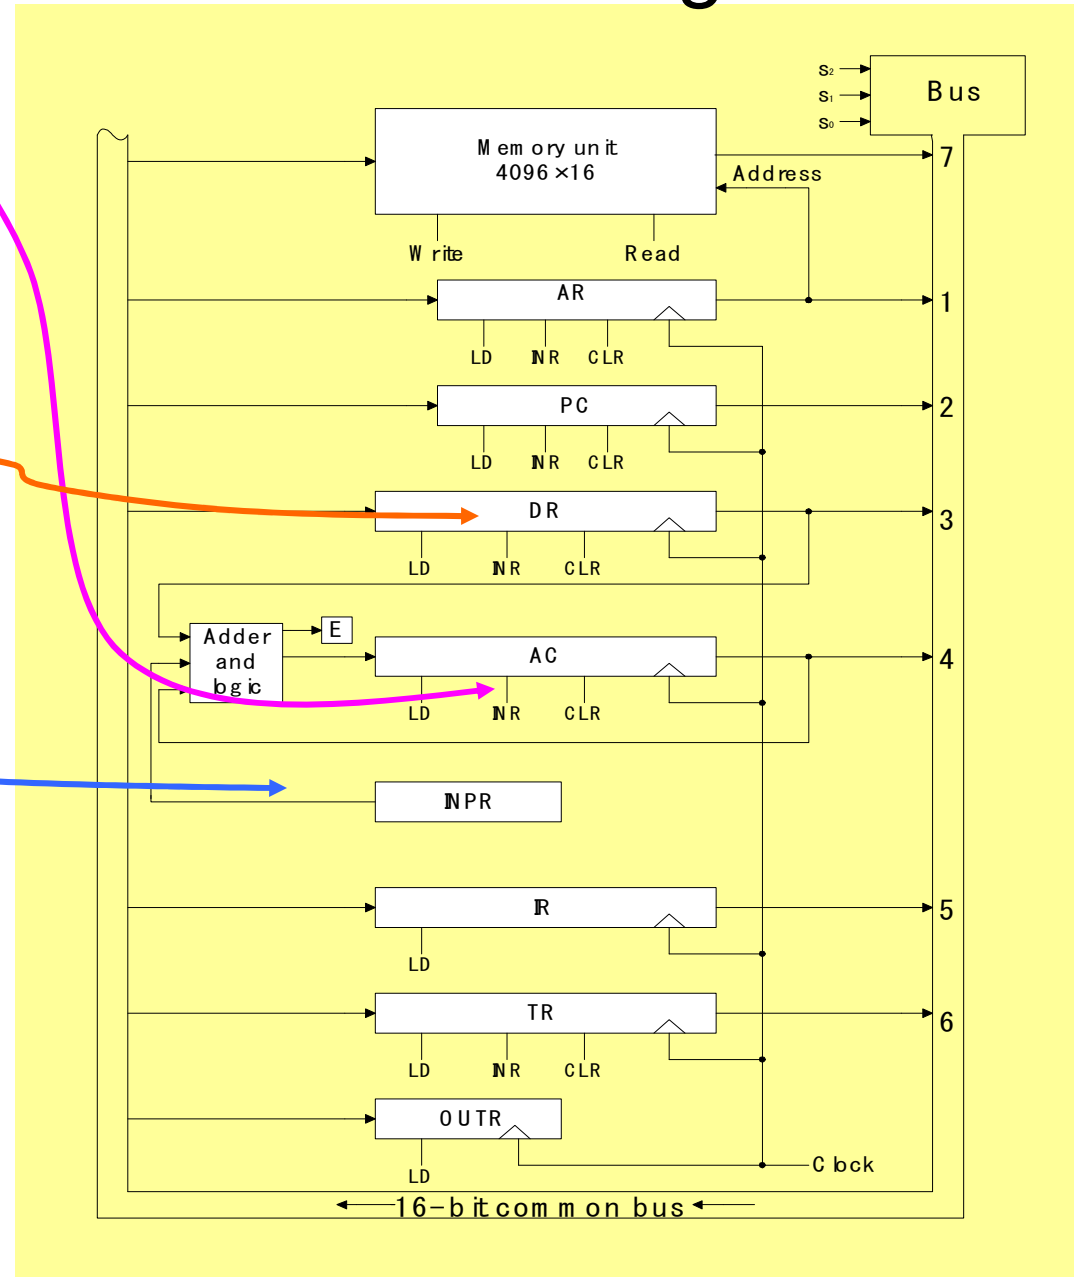 S2
S1
S0
Bus
Memory unit
4096×16
7
Address
Write
Read
AR
1
LD INR CLR
PC
2
LD INR CLR
DR
3
LD INR CLR
Adder
and
logic
E
AC
4
LD INR CLR
INPR
IR
5
LD
TR
6
LD INR CLR
OUTR
LD
Clock
16-bit common bus